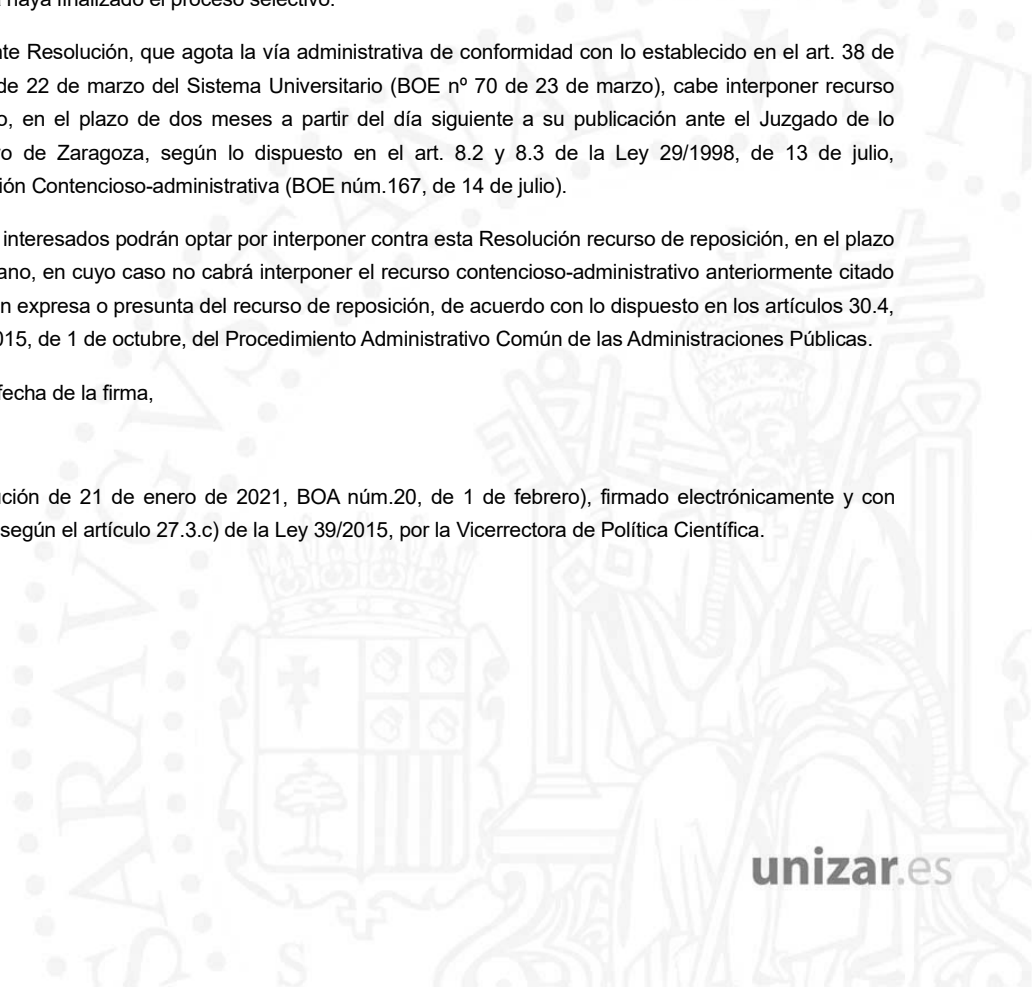 haya finalizado el proceso selectivo.
nte Resolución, que agota la vía administrativa de conformidad con lo establecido en el art. 38 de
de 22 de marzo del Sistema Universitario (BOE nº 70 de 23 de marzo), cabe interponer recurso
o, en el plazo de dos meses a partir del día siguiente a su publicación ante el Juzgado de lo
vo de Zaragoza, según lo dispuesto en el art. 8.2 y 8.3 de la Ley 29/1998, de 13 de julio,
ión Contencioso-administrativa (BOE núm.167, de 14 de julio).
interesados podrán optar por interponer contra esta Resolución recurso de reposición, en el plazo
ano, en cuyo caso no cabrá interponer el recurso contencioso-administrativo anteriormente citado
n expresa o presunta del recurso de reposición, de acuerdo con lo dispuesto en los artículos 30.4,
015, de 1 de octubre, del Procedimiento Administrativo Común de las Administraciones Públicas.
fecha de la firma,
ución de 21 de enero de 2021, BOA núm.20, de 1 de febrero), firmado electrónicamente y con
según el artículo 27.3.c) de la Ley 39/2015, por la Vicerrectora de Política Científica.
unizar.es